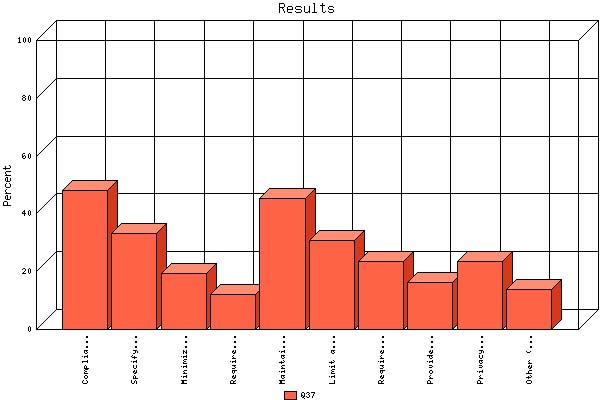 Results
Percent
100
80
60
40
20
0
Complia...
Specify...
Minimiz...
Require...
Maintai...
Limit a...
Require...
Provide...
Privacy...
Other (...
Q37